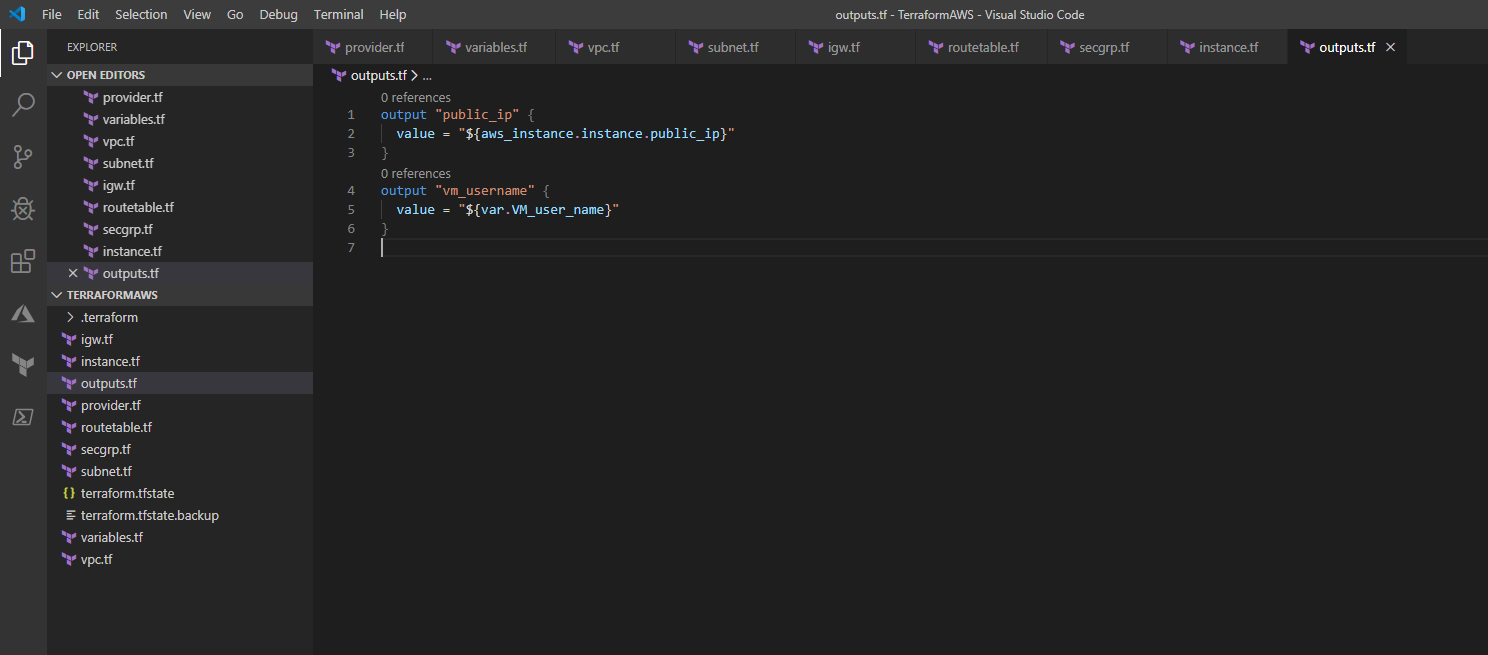 File Edit Selection View Go Debug Terminal Help
outputs.tf - TerraformAWS - Visual Studio Code
EXPLORER
OPEN EDITORS
provider.tf
variables.tf
vpc.tf
subnet.tf
igw.tf
routetable.tf
secgrp.tf
instance.tf
outputs.tf
TERRAFORMAWS
.terraform
igw.tf
instance.tf
outputs.tf
provider.tf
routetable.tf
secgrp.tf
subnet.tf
{} terraform.tfstate
terraform.tfstate.backup
variables.tf
vpc.tf
provider.tf variables.tf vpc.tf subnet.tf igw.tf routetable.tf secgrp.tf instance.tf outputs.tf
outputs.tf > ...
0 references
1 output "public_ip" {
2 value = "${aws_instance.instance.public_ip}"
3 }
0 references
4 output "vm_username" {
5 value = "${var.VM_user_name}"
6 }
7